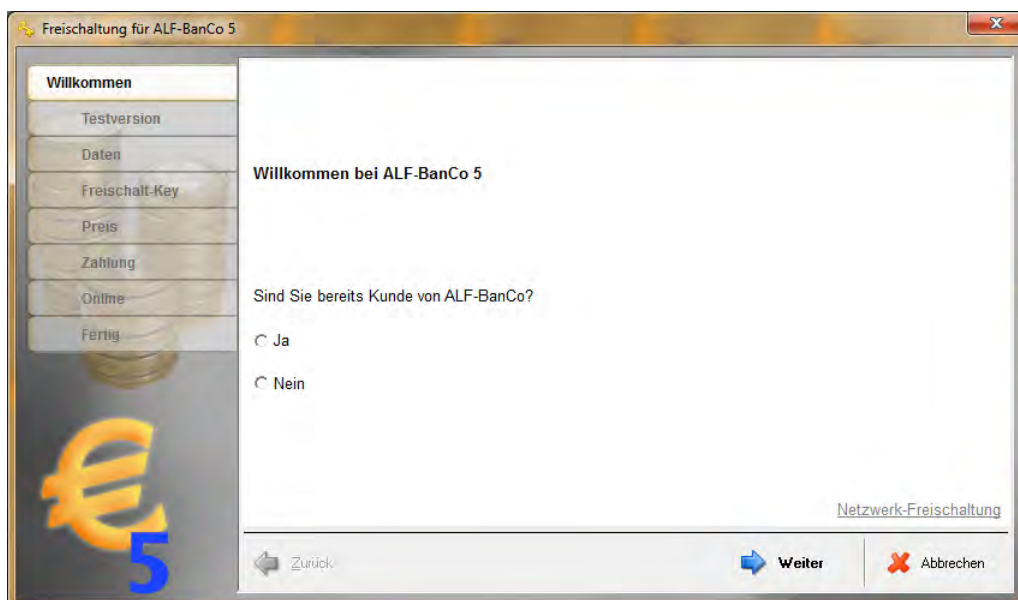 Freischaltung für ALF-BanCo 5
Willkommen
Testversion
Daten
Freischalt-Key
Preis
Zahlung
Online
Fertig
Willkommen bei ALF-BanCo 5
Sind Sie bereits Kunde von ALF-BanCo?
Ja
Nein
Netzwerk-Freischaltung
€
5
Zurück
Weiter
Abbrechen